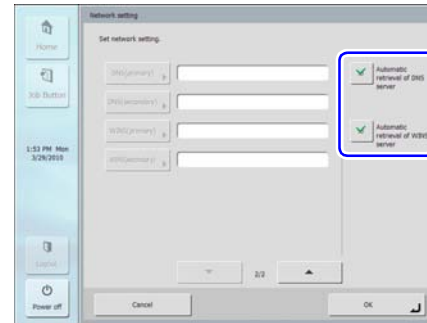 Network setting
Set network setting.
Home
Job Button
1:53 PM Mon
3/29/2010
Logout
Power off
DNS(primary)
DNS(secondary)
WINS(primary)
WINS(secondary)
Automatic
retrieval of DNS
server
Automatic
retrieval of WINS
server
2/2
Cancel
OK